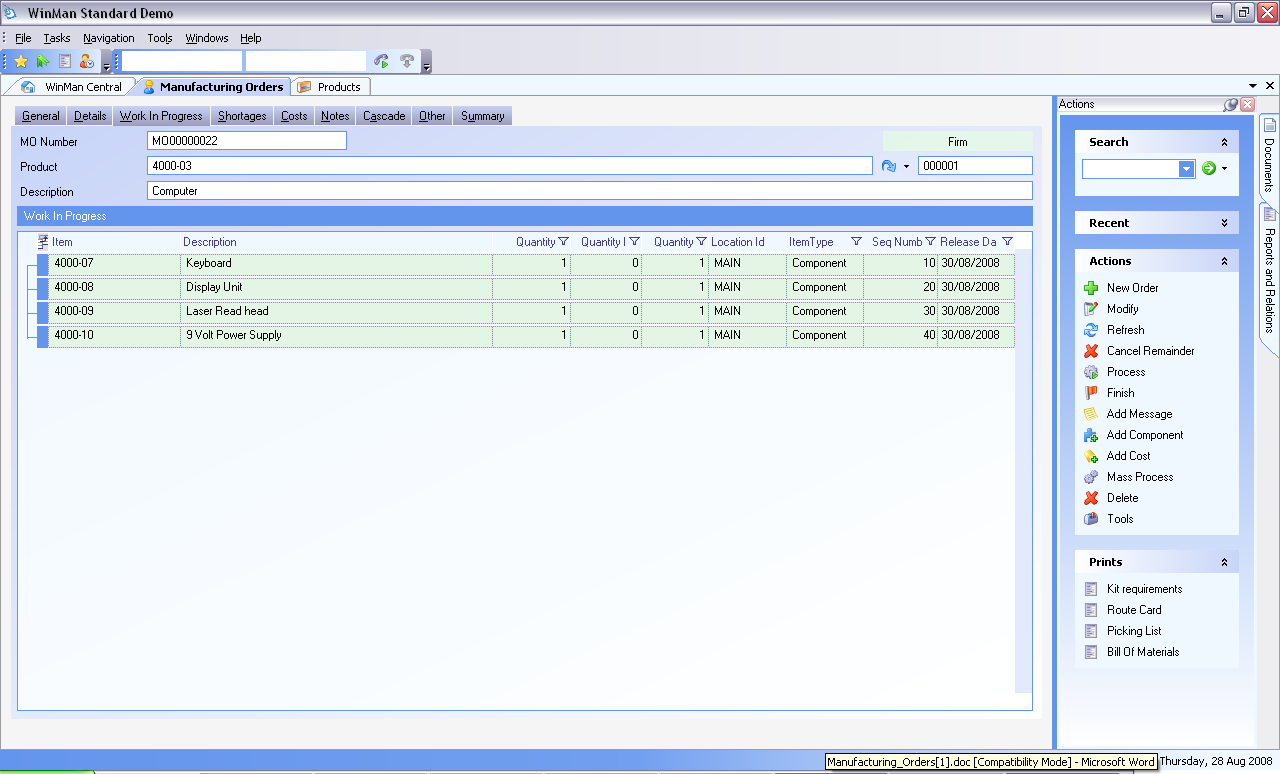 WinMan Standard Demo
File Tasks Navigation Tools Windows Help
WinMan Central Manufacturing Orders Products
General Details Work In Progress Shortages Costs Notes Cascade Other Summary
MO Number MO00000022 Firm
Product 4000-03 000001
Description Computer
Work In Progress
Item Description Quantity Quantity I Quantity Location Id ItemType Seq Numb Release Da
4000-07 Keyboard 1 0 1 MAIN Component 10 30/08/2008
4000-08 Display Unit 1 0 1 MAIN Component 20 30/08/2008
4000-09 Laser Read head 1 0 1 MAIN Component 30 30/08/2008
4000-10 9 Volt Power Supply 1 0 1 MAIN Component 40 30/08/2008
Actions
Search
Recent
Actions
New Order
Modify
Refresh
Cancel Remainder
Process
Finish
Add Message
Add Component
Add Cost
Mass Process
Delete
Tools
Prints
Kit requirements
Route Card
Picking List
Bill Of Materials
Documents
Reports and Relations
Manufacturing_Orders[1].doc [Compatibility Mode] - Microsoft Word
Thursday, 28 Aug 2008